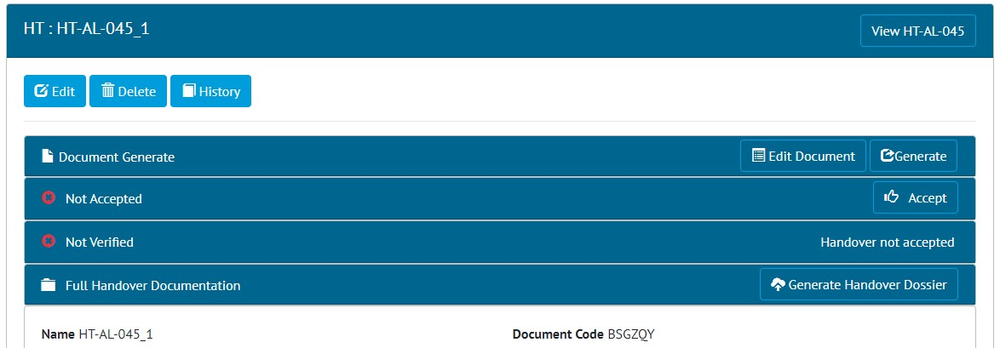 HT : HT-AL-045_1
View HT-AL-045
Edit
Delete
History
Document Generate
Edit Document
Generate
Not Accepted
Accept
Not Verified
Handover not accepted
Full Handover Documentation
Generate Handover Dossier
Name HT-AL-045_1
Document Code BSGZQY